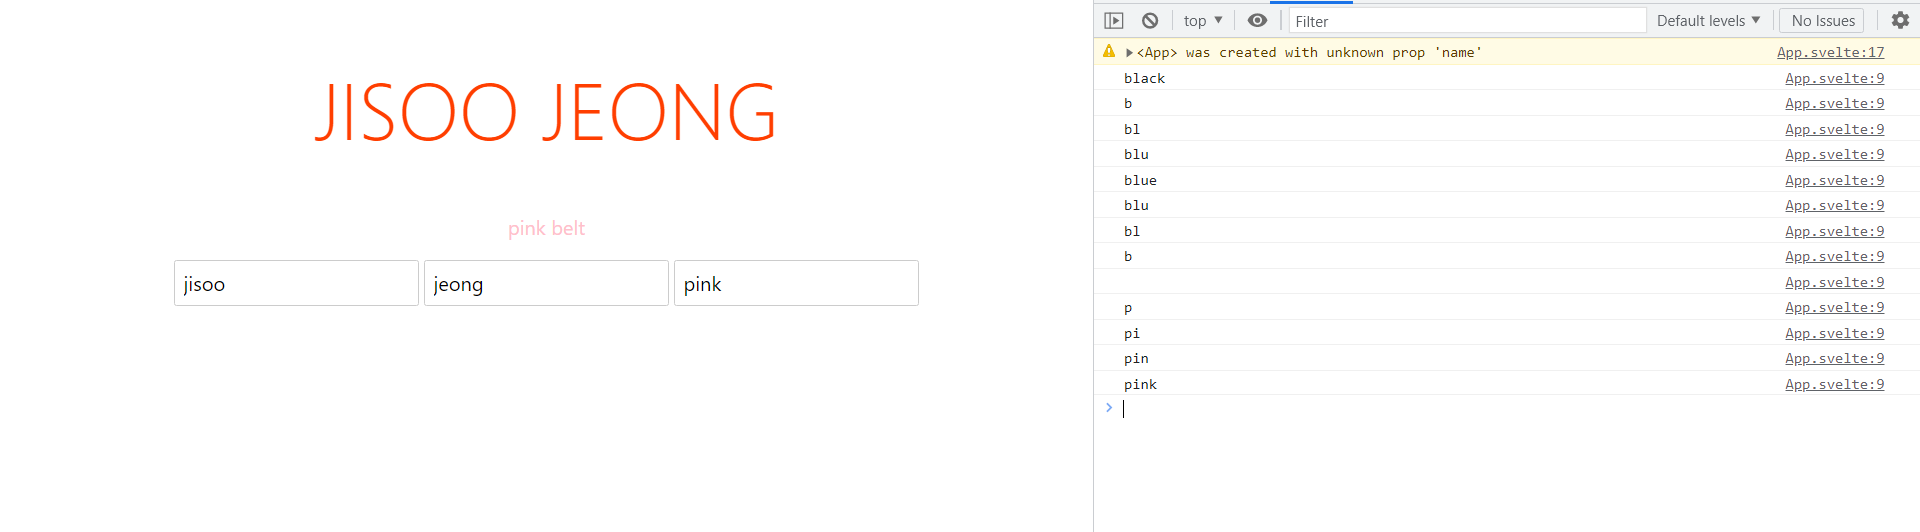 JISOO JEONG
pink belt
jisoo jeong pink
top ▼ Filter Default levels ▼ No Issues
▶<App> was created with unknown prop 'name' App.svelte:17
black App.svelte:9
b App.svelte:9
bl App.svelte:9
blu App.svelte:9
blue App.svelte:9
blu App.svelte:9
bl App.svelte:9
b App.svelte:9
App.svelte:9
p App.svelte:9
pi App.svelte:9
pin App.svelte:9
pink App.svelte:9
>